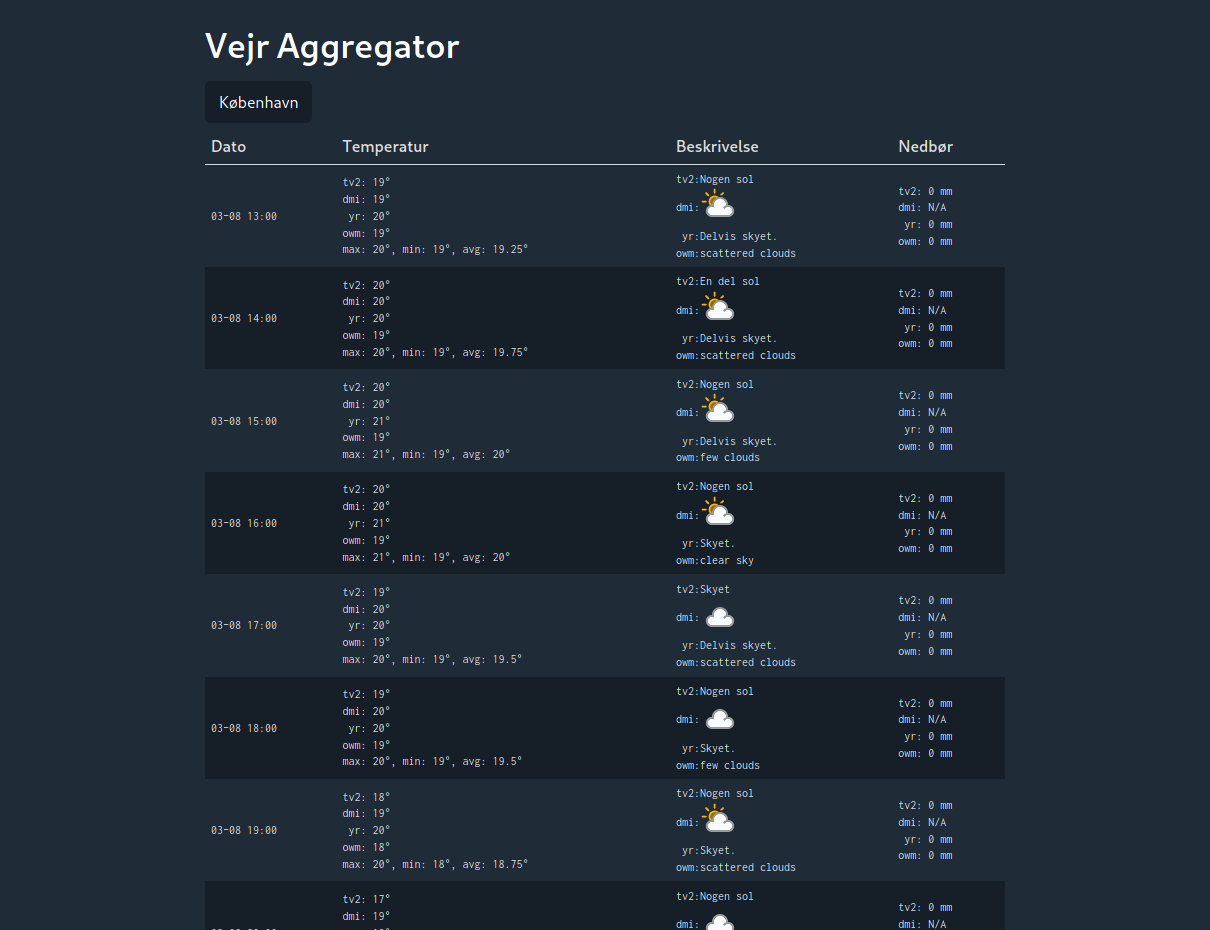 Vejr Aggregator
København
Dato Temperatur Beskrivelse Nedbør
03-08 13:00
tv2: 19°
dmi: 19°
yr: 20°
owm: 19°
max: 20°, min: 19°, avg: 19.25°
tv2:Nogen sol
dmi:
yr:Delvis skyet.
owm:scattered clouds
tv2: 0 mm
dmi: N/A
yr: 0 mm
owm: 0 mm
03-08 14:00
tv2: 20°
dmi: 20°
yr: 20°
owm: 19°
max: 20°, min: 19°, avg: 19.75°
tv2:En del sol
dmi:
yr:Delvis skyet.
owm:scattered clouds
tv2: 0 mm
dmi: N/A
yr: 0 mm
owm: 0 mm
03-08 15:00
tv2: 20°
dmi: 20°
yr: 21°
owm: 19°
max: 21°, min: 19°, avg: 20°
tv2:Nogen sol
dmi:
yr:Delvis skyet.
owm:few clouds
tv2: 0 mm
dmi: N/A
yr: 0 mm
owm: 0 mm
03-08 16:00
tv2: 20°
dmi: 20°
yr: 21°
owm: 19°
max: 21°, min: 19°, avg: 20°
tv2:Nogen sol
dmi:
yr:Skyet.
owm:clear sky
tv2: 0 mm
dmi: N/A
yr: 0 mm
owm: 0 mm
03-08 17:00
tv2: 19°
dmi: 20°
yr: 20°
owm: 19°
max: 20°, min: 19°, avg: 19.5°
tv2:Skyet
dmi:
yr:Delvis skyet.
owm:scattered clouds
tv2: 0 mm
dmi: N/A
yr: 0 mm
owm: 0 mm
03-08 18:00
tv2: 19°
dmi: 20°
yr: 20°
owm: 19°
max: 20°, min: 19°, avg: 19.5°
tv2:Nogen sol
dmi:
yr:Skyet.
owm:few clouds
tv2: 0 mm
dmi: N/A
yr: 0 mm
owm: 0 mm
03-08 19:00
tv2: 18°
dmi: 19°
yr: 20°
owm: 18°
max: 20°, min: 18°, avg: 18.75°
tv2:Nogen sol
dmi:
yr:Skyet.
owm:scattered clouds
tv2: 0 mm
dmi: N/A
yr: 0 mm
owm: 0 mm
tv2: 17°
dmi: 19°
tv2:Nogen sol
dmi:
tv2: 0 mm
dmi: N/A